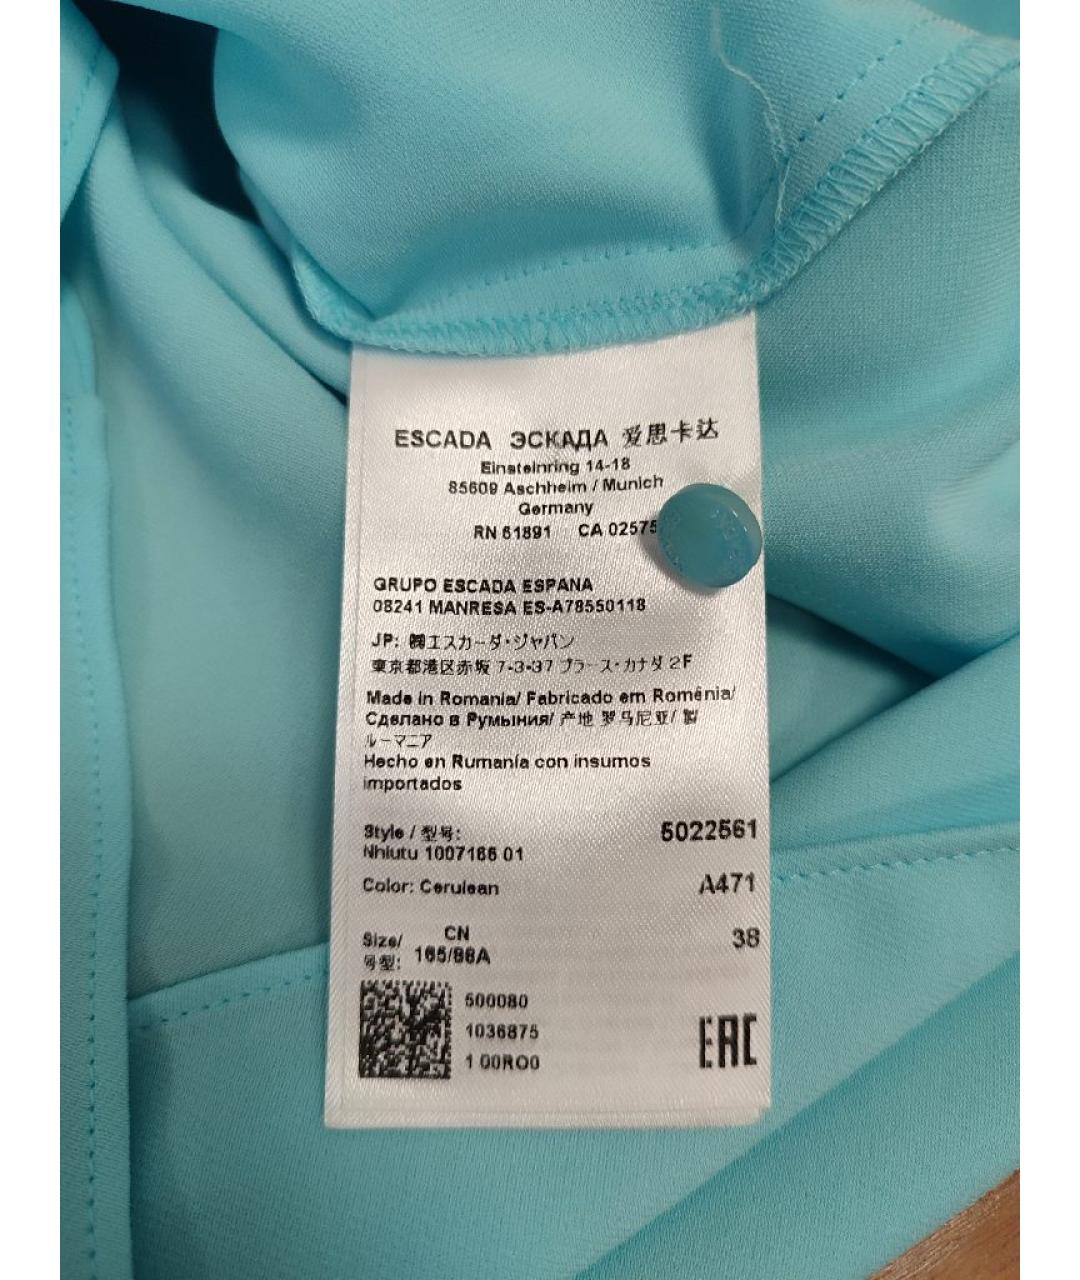 ESCADA ЭСКАДА 爱思卡达
Einsteinring 14-18
85609 Aschheim / Munich
Germany
RN 61891 CA 02575
GRUPO ESCADA ESPANA
08241 MANRESA ES-A78550118
JP: ㈱エスカーダ・ジャパン
東京都港区赤坂 7-3-37 プラース・カナダ 2F
Made in Romania/ Fabricado em Roménia/
Сделано в Румыния/ 产地 罗马尼亚/ 製
ルーマニア
Hecho en Rumanía con insumos
importados
Style / 型号: 5022561
Nhiutu 1007166 01
Color: Cerulean A471
Size/ CN 38
号型: 165/88A
500080
1036875
1 00RO0
EAC